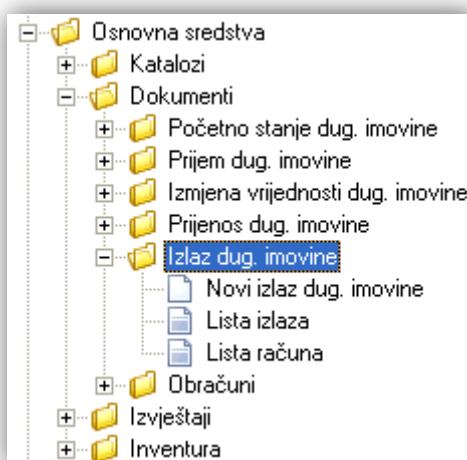 Osnovna sredstva
Katalozi
Dokumenti
Početno stanje dug. imovine
Prijem dug. imovine
Izmjena vrijednosti dug. imovine
Prijenos dug. imovine
Izlaz dug. imovine
Novi izlaz dug. imovine
Lista izlaza
Lista računa
Obračuni
Izvještaji
Inventura